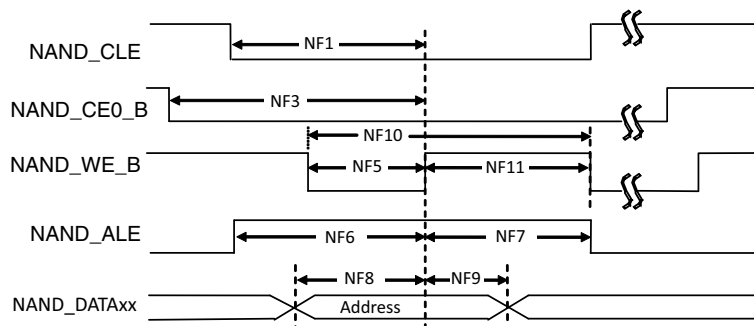 NAND_CLE
NF1
NAND_CE0_B
NF3
NF10
NAND_WE_B
NF5
NF11
NAND_ALE
NF6
NF7
NF8
NF9
NAND_DATAxx
Address